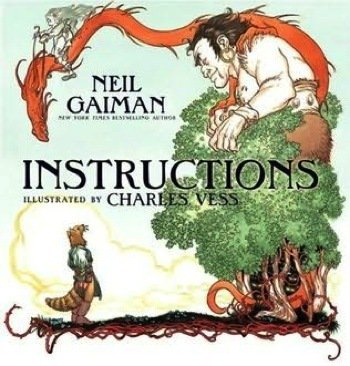 NEIL
GAIMAN
NEW YORK TIMES BESTSELLING AUTHOR
INSTRUCTIONS
ILLUSTRATED BY CHARLES VESS